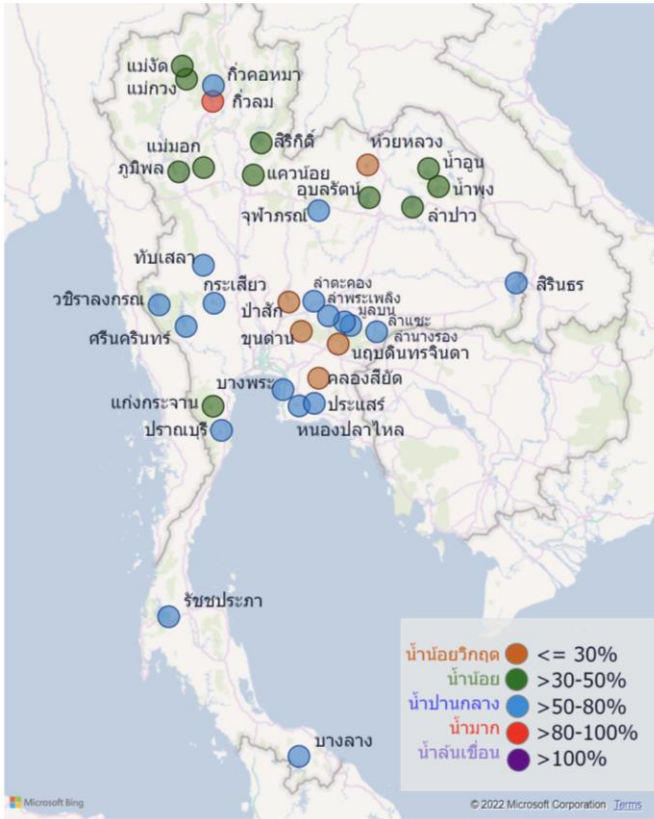 แม่งัด
กิ่วคอหมา
แม่กวง
กิ่วลม
สิริกิติ์
ห้วยหลวง
แม่มอก
น้ำอูน
ภูมิพล
แควน้อย
อุบลรัตน์
น้ำพุง
จุฬาภรณ์
ลำปาว
ทับเสลา
กระเสียว
ลำตะคอง
สิรินธร
วชิราลงกรณ
ป่าสัก
ลำพระเพลิง
มูลบน
ลำแชะ
ศรีนครินทร์
ขุนด่าน
ลำนางรอง
นฤบดินทรจินดา
บางพระ
คลองสียัด
แก่งกระจาน
ประแสร์
ปราณบุรี
หนองปลาไหล
รัชชประภา
บางลาง
น้ำน้อยวิกฤต <= 30%
น้ำน้อย >30-50%
น้ำปานกลาง >50-80%
น้ำมาก >80-100%
น้ำล้นเขื่อน >100%
Microsoft Bing
© 2022 Microsoft Corporation Terms